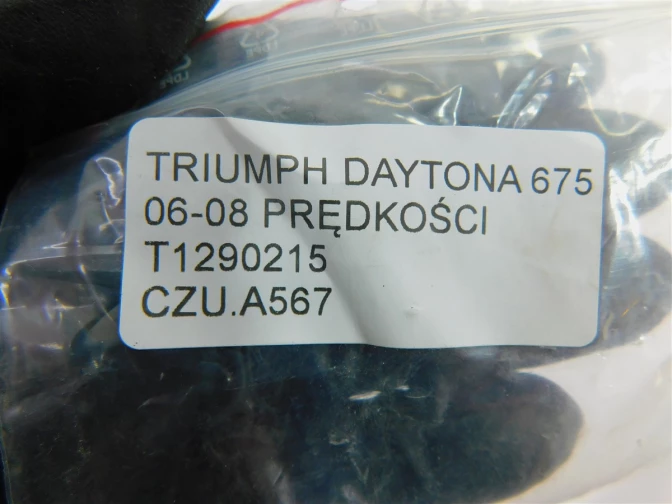 TRIUMPH DAYTONA 675
06-08 PRĘDKOŚCI
T1290215
CZU.A567